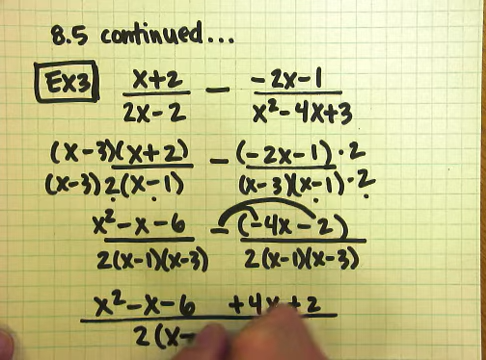 8.5 continued...
Ex3 x+2 / 2x-2 - -2x-1 / x²-4x+3
(x-3)(x+2) / (x-3)2(x-1) - (-2x-1)·2 / (x-3)(x-1)·2
x²-x-6 / 2(x-1)(x-3) - (-4x-2) / 2(x-1)(x-3)
x²-x-6 +4x+2 / 2(x-